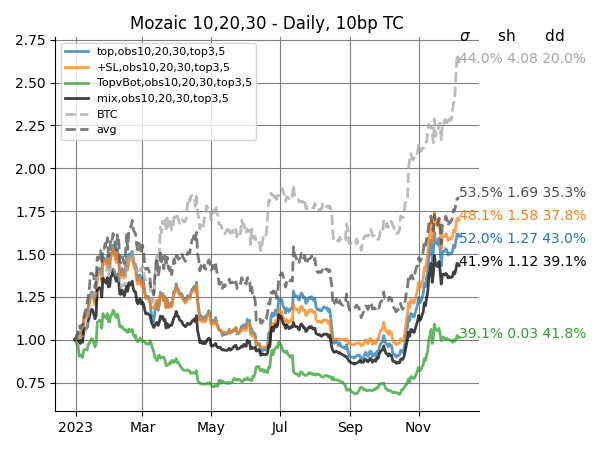 Mozaic 10,20,30 - Daily, 10bp TC
σ sh dd
2.75
2.50
2.25
2.00
1.75
1.50
1.25
1.00
0.75
top,obs10,20,30,top3,5
+SL,obs10,20,30,top3,5
TopvBot,obs10,20,30,top3,5
mix,obs10,20,30,top3,5
BTC
avg
44.0% 4.08 20.0%
53.5% 1.69 35.3%
48.1% 1.58 37.8%
52.0% 1.27 43.0%
41.9% 1.12 39.1%
39.1% 0.03 41.8%
2023 Mar May Jul Sep Nov